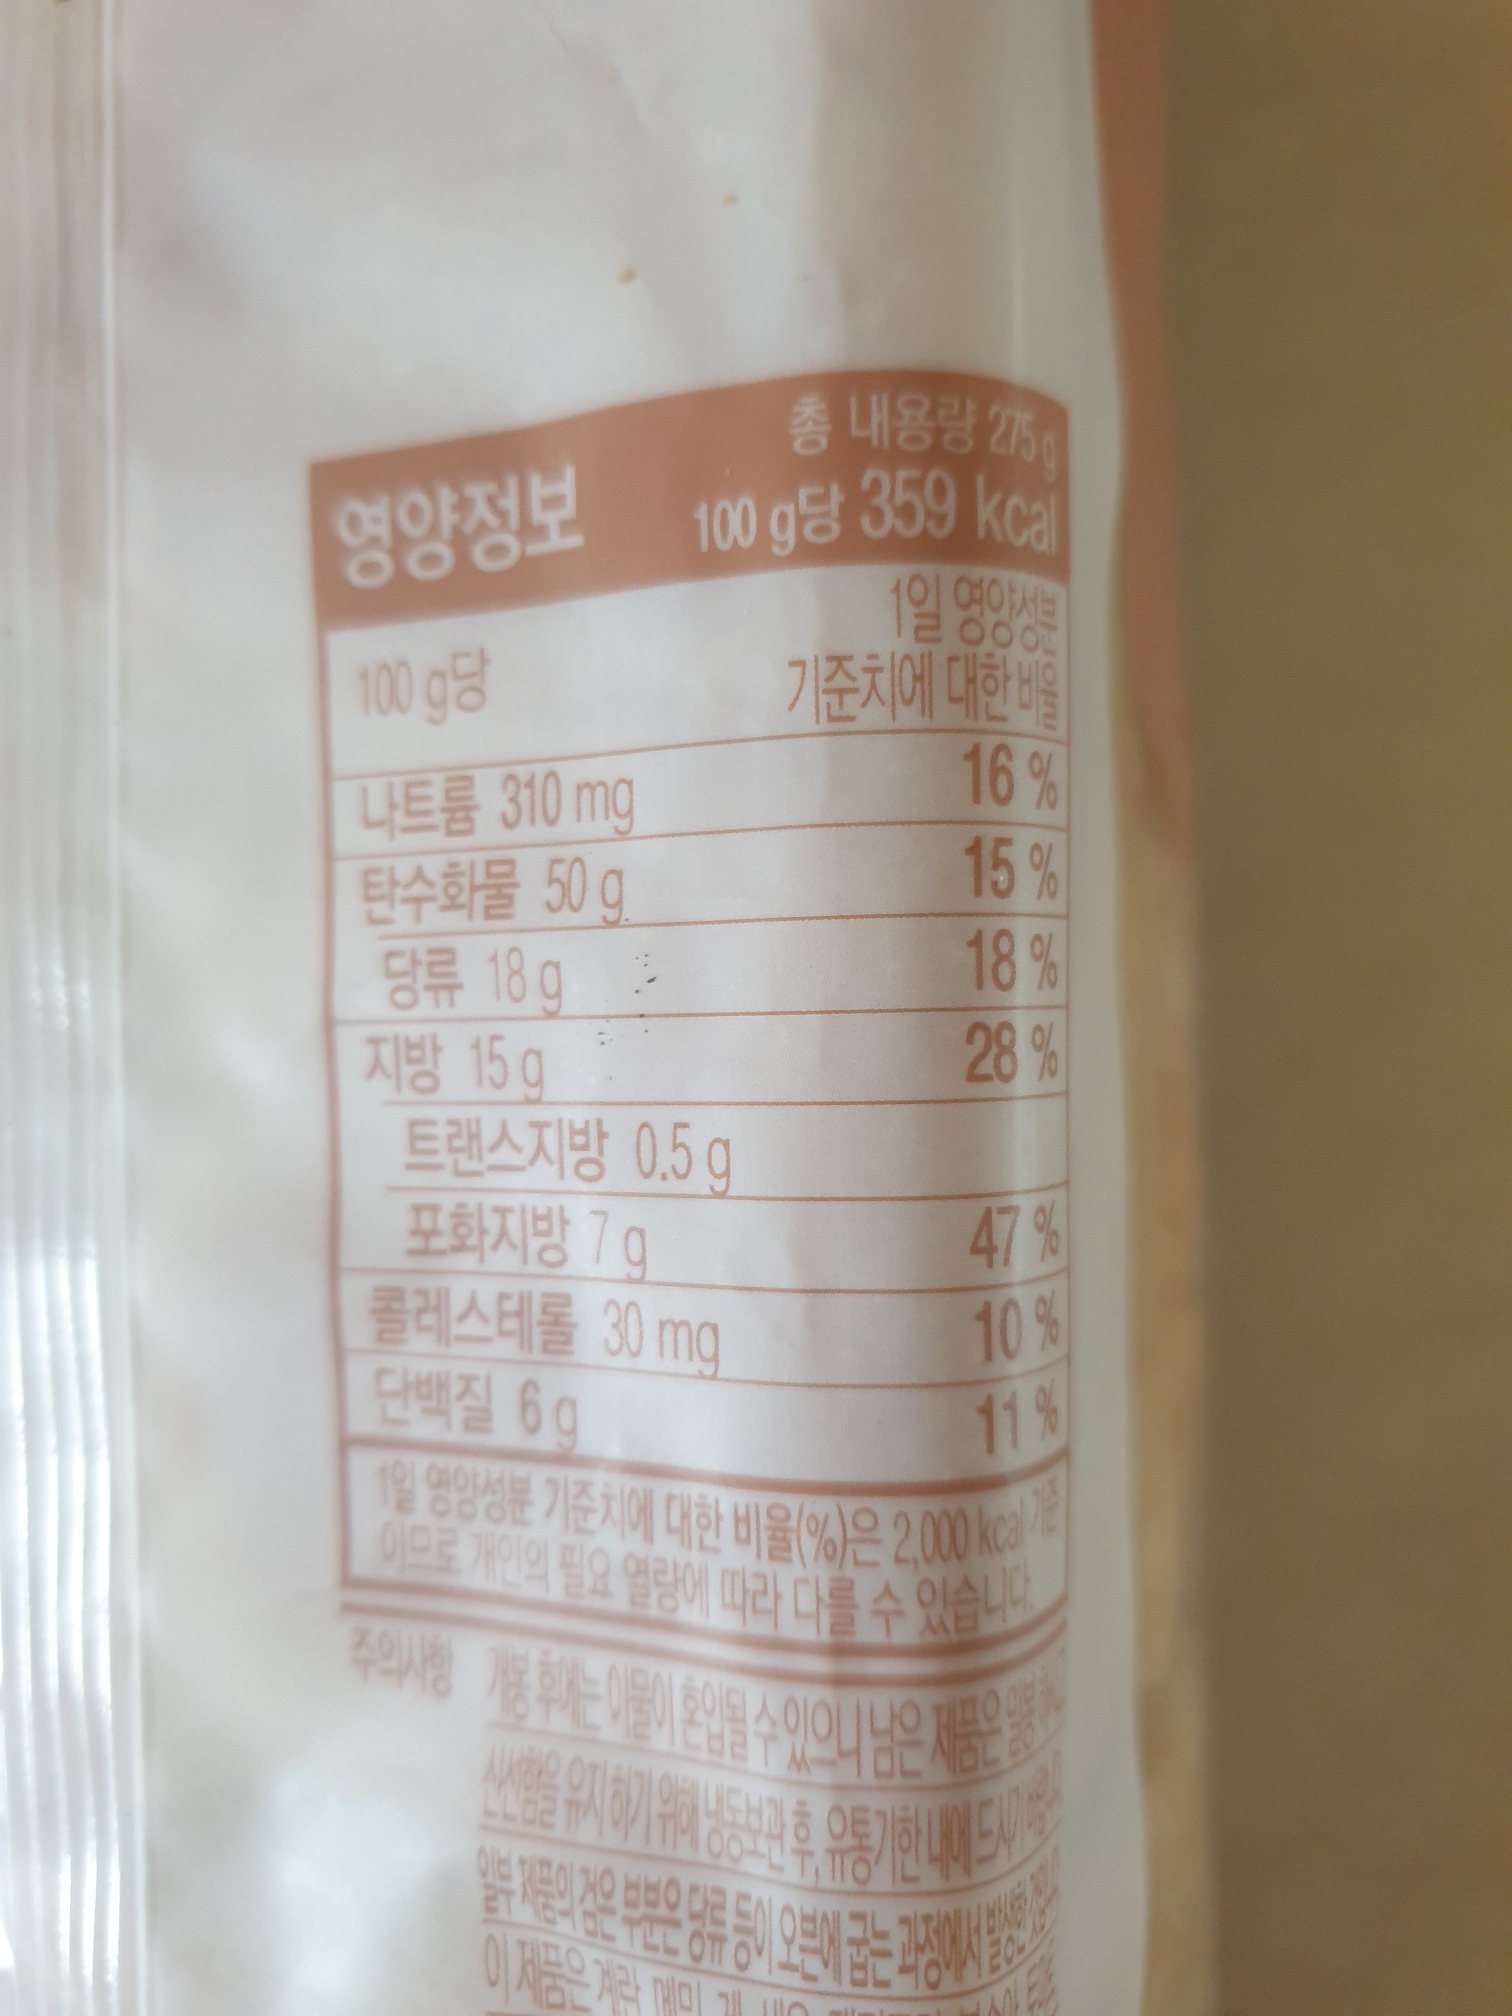 영양정보
총 내용량 275 g
100 g당 359 kcal
100 g당
1일 영양성분
기준치에 대한 비율
나트륨 310 mg 16 %
탄수화물 50 g 15 %
당류 18 g 18 %
지방 15 g 28 %
트랜스지방 0.5 g
포화지방 7 g 47 %
콜레스테롤 30 mg 10 %
단백질 6 g 11 %
1일 영양성분 기준치에 대한 비율(%)은 2,000 kcal 기준
이므로 개인의 필요 열량에 따라 다를 수 있습니다.
주의사항 개봉 후에는 이물이 혼입될 수 있으니 남은 제품은 밀봉하시고
신선함을 유지하기 위해 냉동보관 후, 유통기한 내에 드시기
일부 제품의 검은 부분은 당류 등이 오븐에 굽는 과정에서 발생한
이 제품은 계란